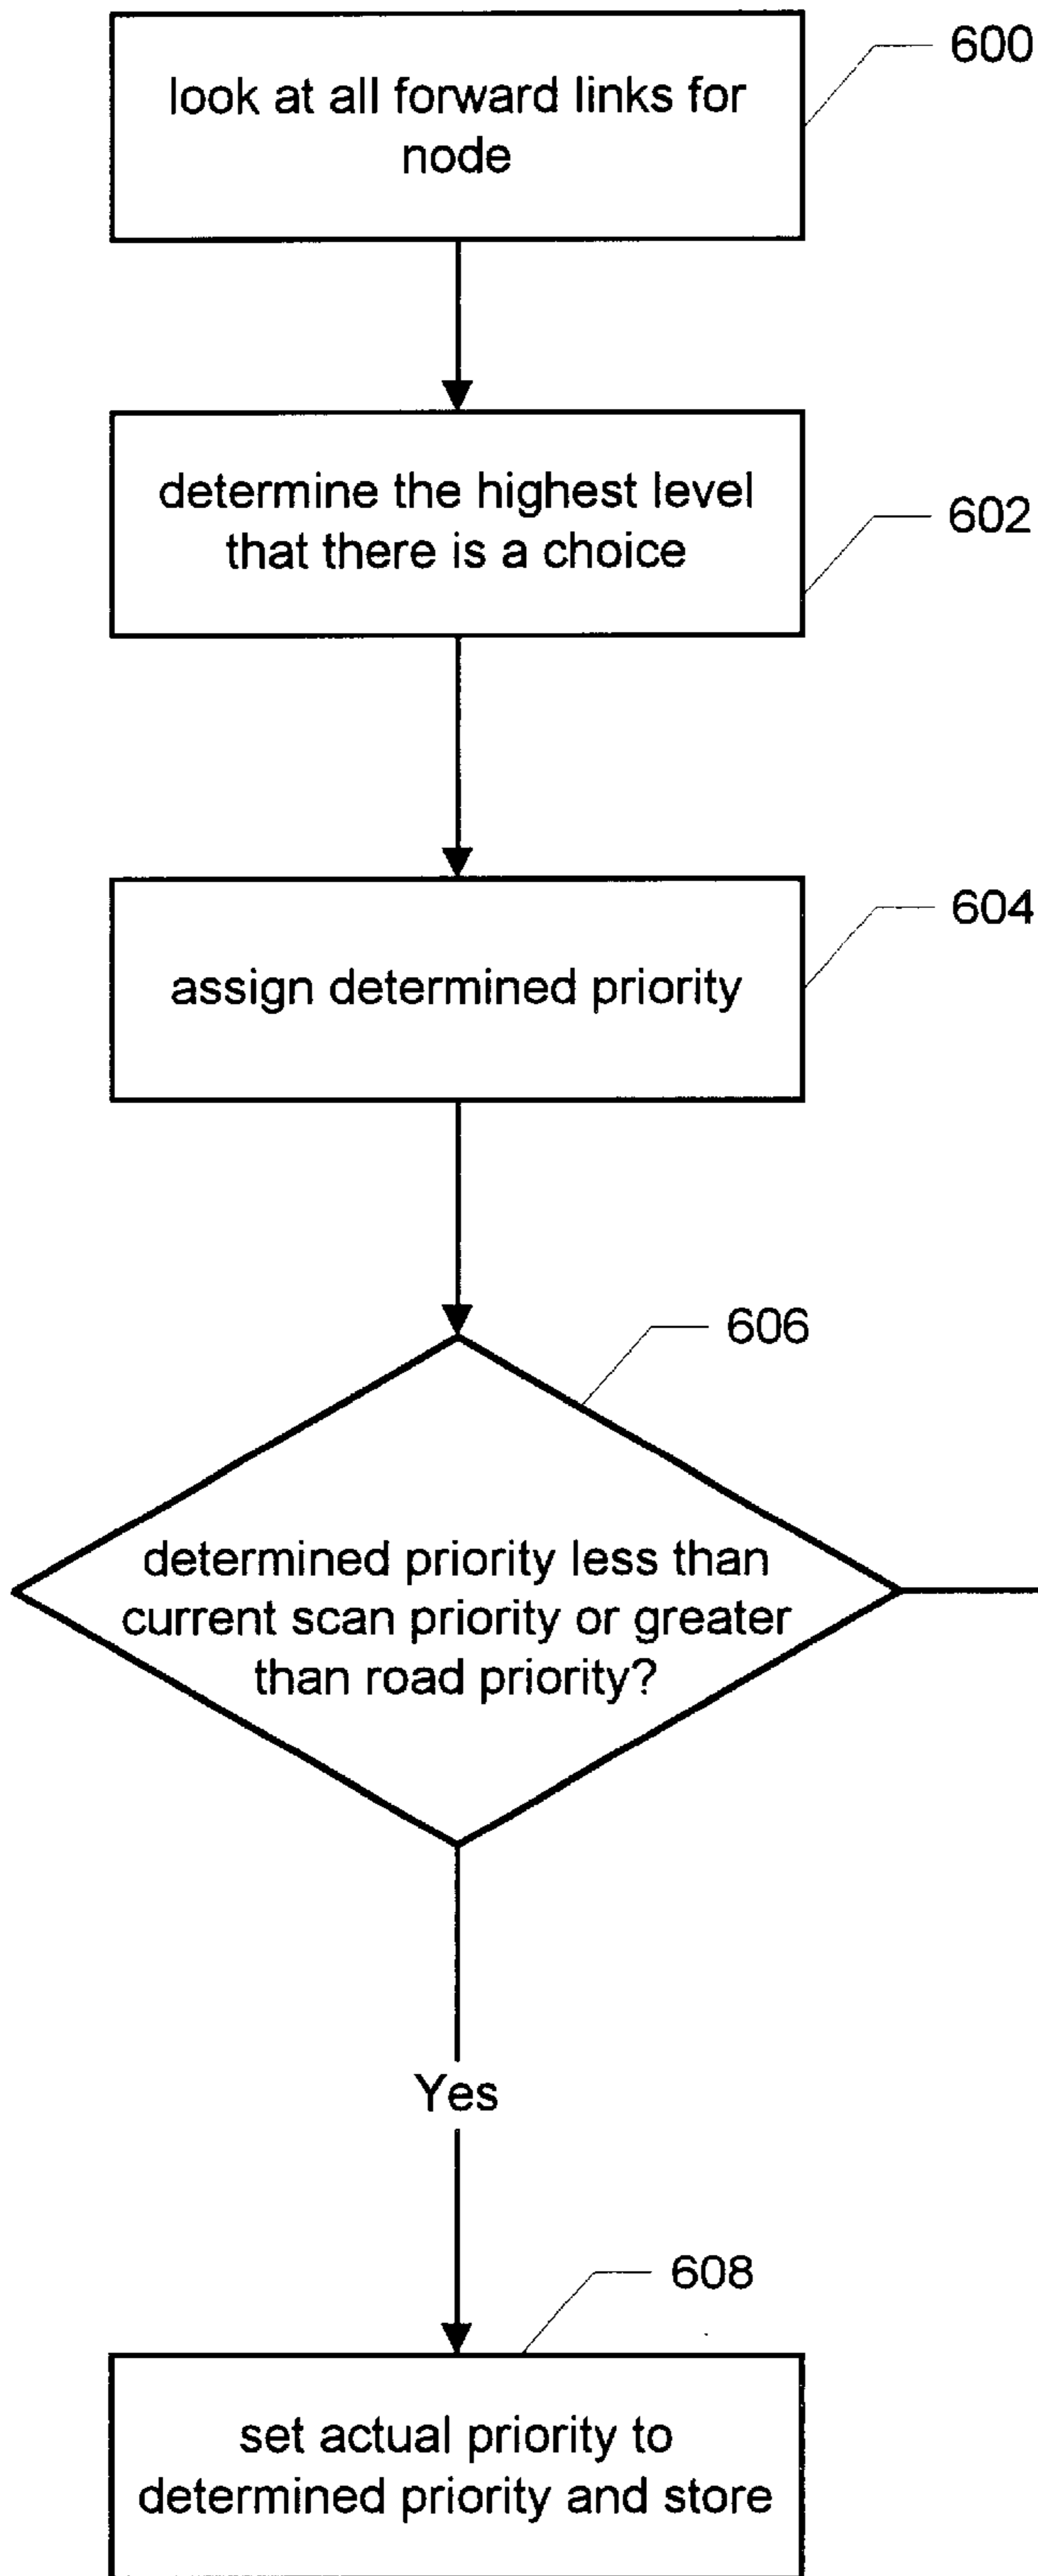 600
look at all forward links for
node
602
determine the highest level
that there is a choice
604
assign determined priority
606
determined priority less than
current scan priority or greater
than road priority?
Yes
608
set actual priority to
determined priority and store